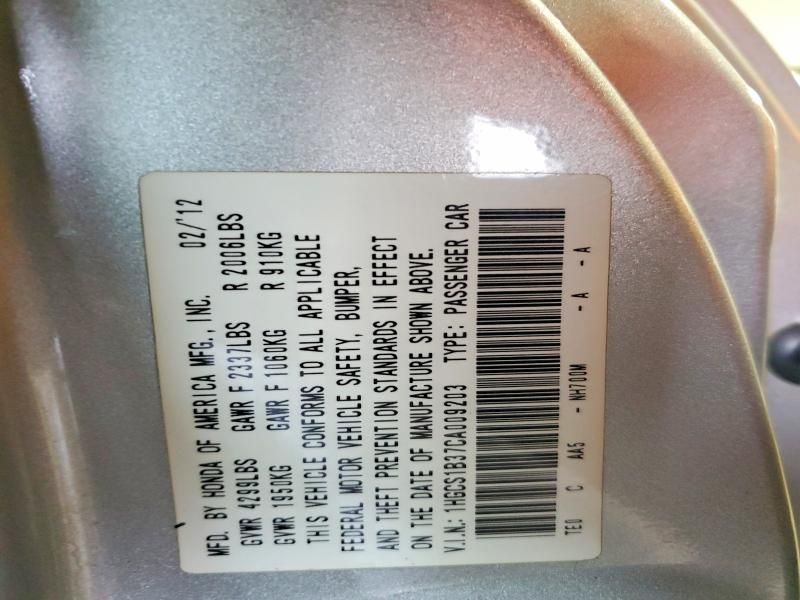 MFD. BY HONDA OF AMERICA MFG., INC. 02/'12
GVWR 4299LBS GAWR F 2337LBS R 2006LBS
GVWR 1950KG GAWR F 1060KG R 910KG
THIS VEHICLE CONFORMS TO ALL APPLICABLE
FEDERAL MOTOR VEHICLE SAFETY, BUMPER,
AND THEFT PREVENTION STANDARDS IN EFFECT
ON THE DATE OF MANUFACTURE SHOWN ABOVE.
V.I.N.: 1HGCS1B37CA009203 TYPE: PASSENGER CAR
TE0 C AA5 - NH700M - A - A